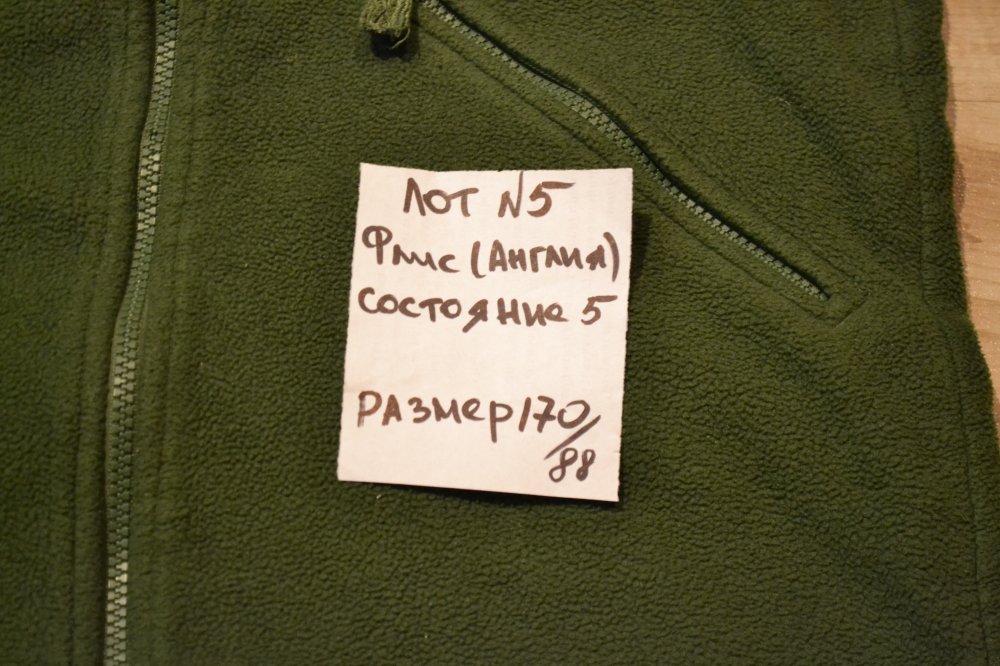 ЛОТ N5
Флис (Англия)
состояние 5
размер 170/
88